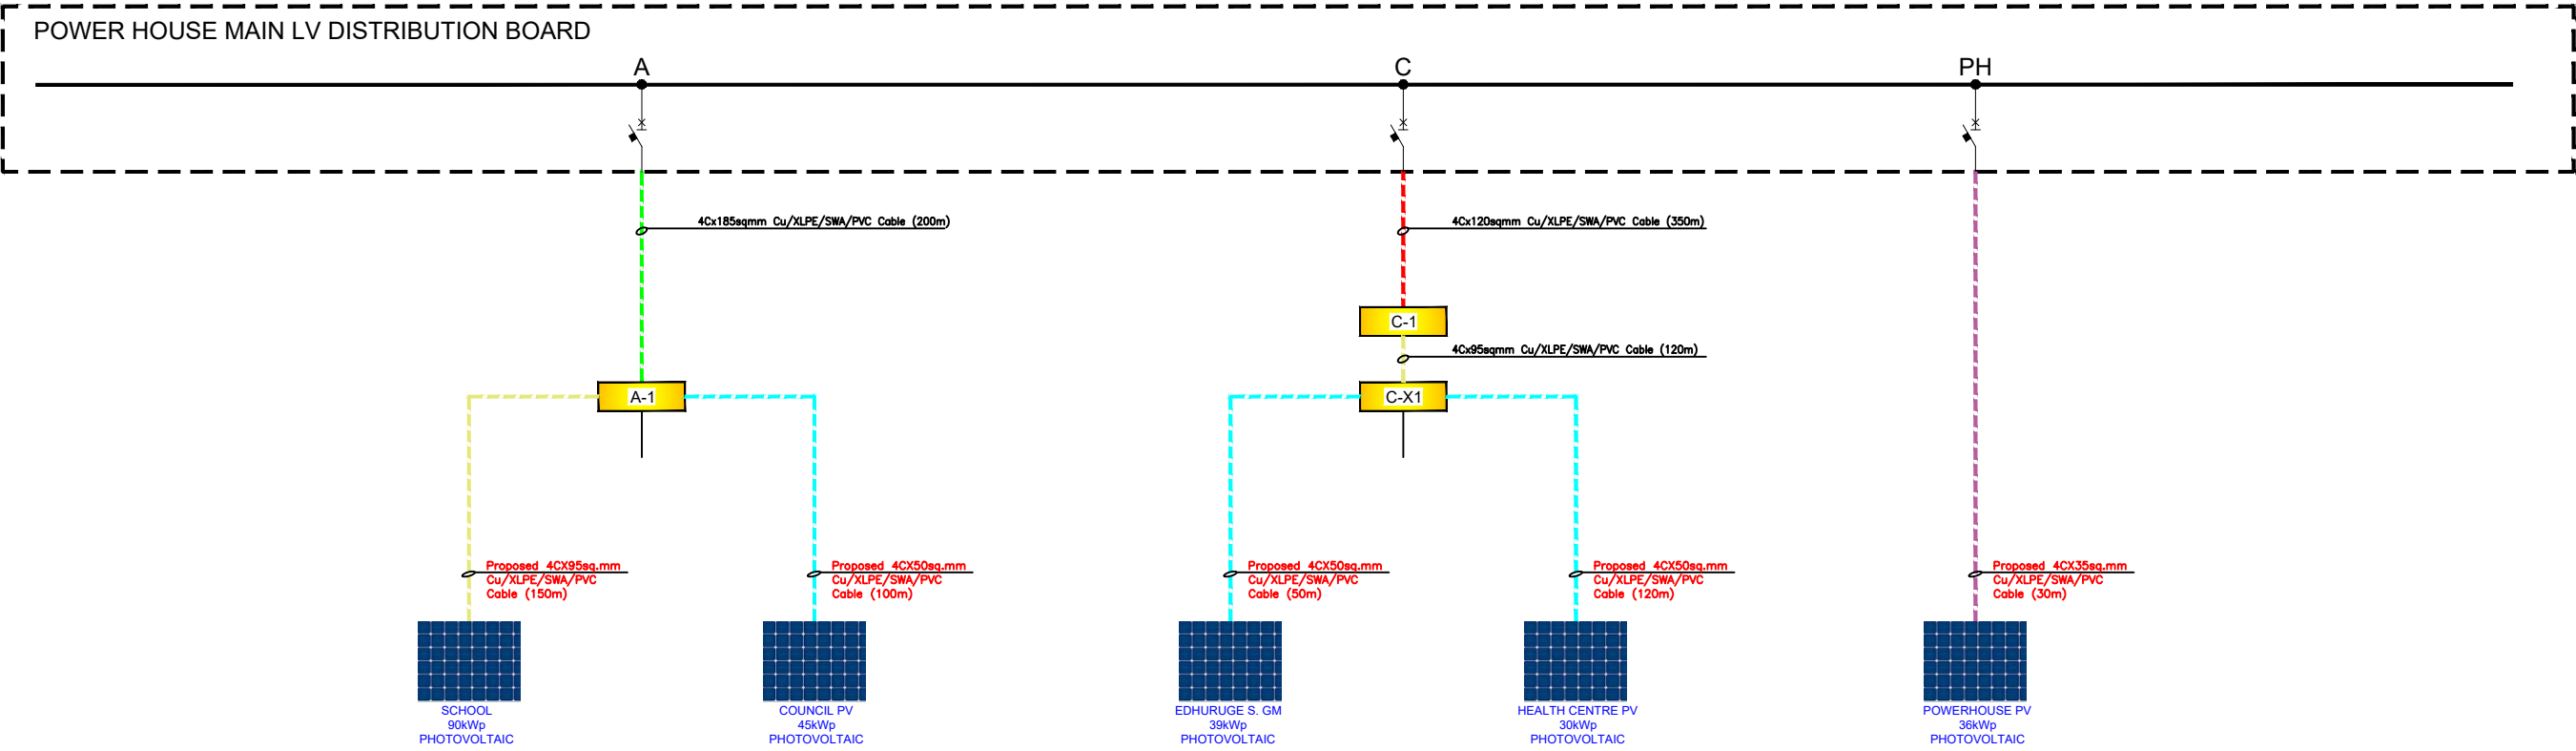 POWER HOUSE MAIN LV DISTRIBUTION BOARD
A
C
PH
4Cx185sqmm Cu/XLPE/SWA/PVC Cable (200m)
4Cx120sqmm Cu/XLPE/SWA/PVC Cable (350m)
C-1
4Cx95sqmm Cu/XLPE/SWA/PVC Cable (120m)
A-1
C-X1
Proposed 4CX95sq.mm
Cu/XLPE/SWA/PVC
Cable (150m)
Proposed 4CX50sq.mm
Cu/XLPE/SWA/PVC
Cable (100m)
Proposed 4CX50sq.mm
Cu/XLPE/SWA/PVC
Cable (50m)
Proposed 4CX50sq.mm
Cu/XLPE/SWA/PVC
Cable (120m)
Proposed 4CX35sq.mm
Cu/XLPE/SWA/PVC
Cable (30m)
SCHOOL
90kWp
PHOTOVOLTAIC
COUNCIL PV
45kWp
PHOTOVOLTAIC
EDHURUGE S. GM
39kWp
PHOTOVOLTAIC
HEALTH CENTRE PV
30kWp
PHOTOVOLTAIC
POWERHOUSE PV
36kWp
PHOTOVOLTAIC